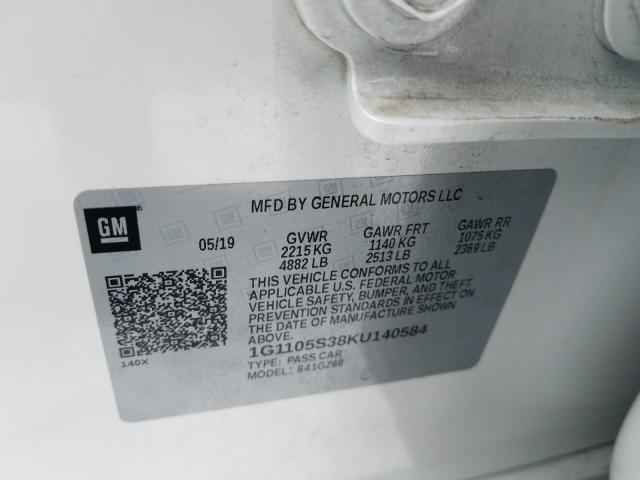 GM
MFD BY GENERAL MOTORS LLC
05/19 GVWR GAWR FRT GAWR RR
2215 KG 1140 KG 1075 KG
4882 LB 2513 LB 2369 LB
THIS VEHICLE CONFORMS TO ALL
APPLICABLE U.S. FEDERAL MOTOR
VEHICLE SAFETY, BUMPER, AND THEFT
PREVENTION STANDARDS IN EFFECT ON
THE DATE OF MANUFACTURE SHOWN
ABOVE.
1G1105S38KU140584
TYPE: PASS CAR
MODEL: 841GZ69
140X